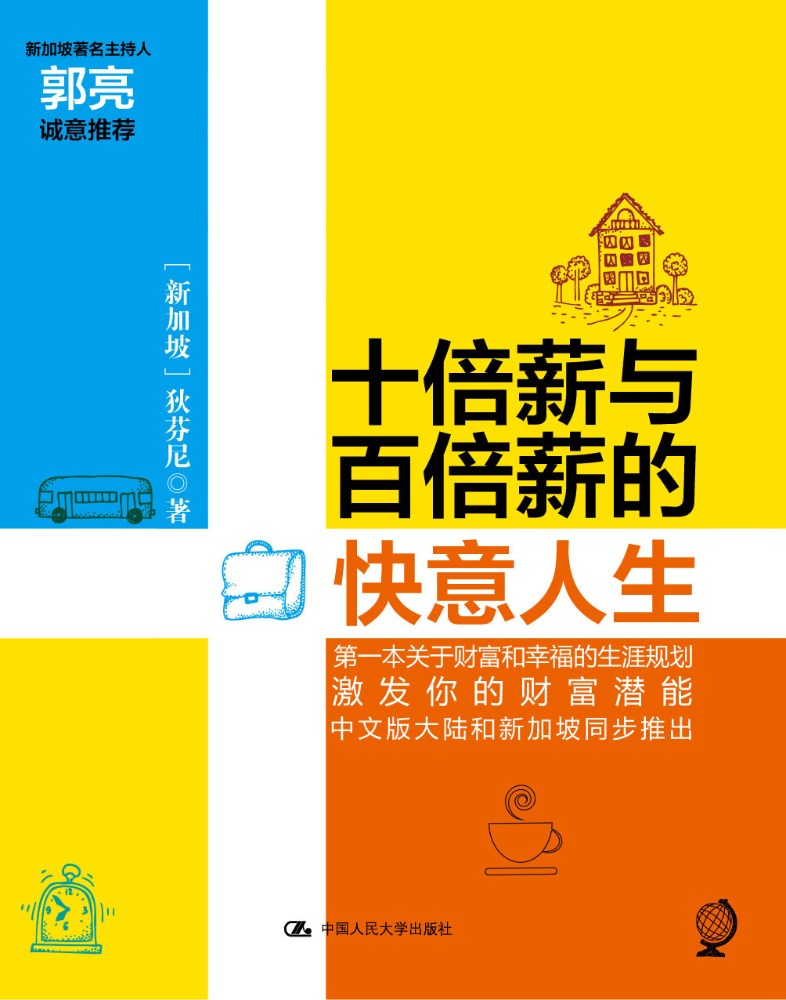 新加坡著名主持人
郭亮
诚意推荐
［新加坡］狄芬尼◎著
十倍薪与
百倍薪的
快意人生
第一本关于财富和幸福的生涯规划
激发你的财富潜能
中文版大陆和新加坡同步推出
12
9 3
6
中国人民大学出版社